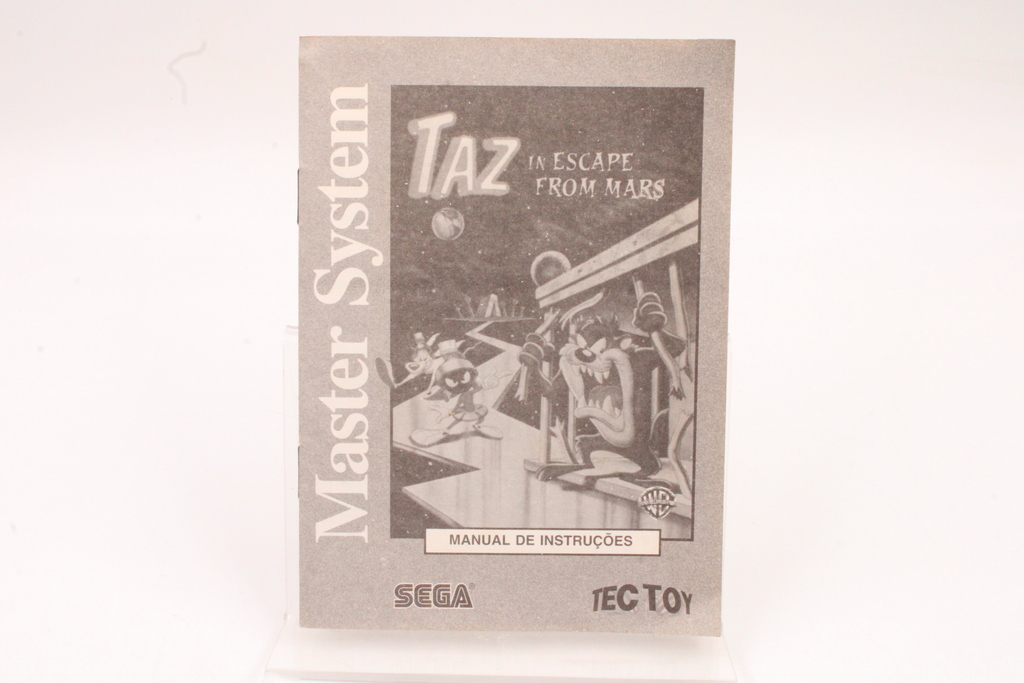 Master System
TAZ
IN ESCAPE
FROM MARS
MANUAL DE INSTRUÇÕES
SEGA®
TEC TOY